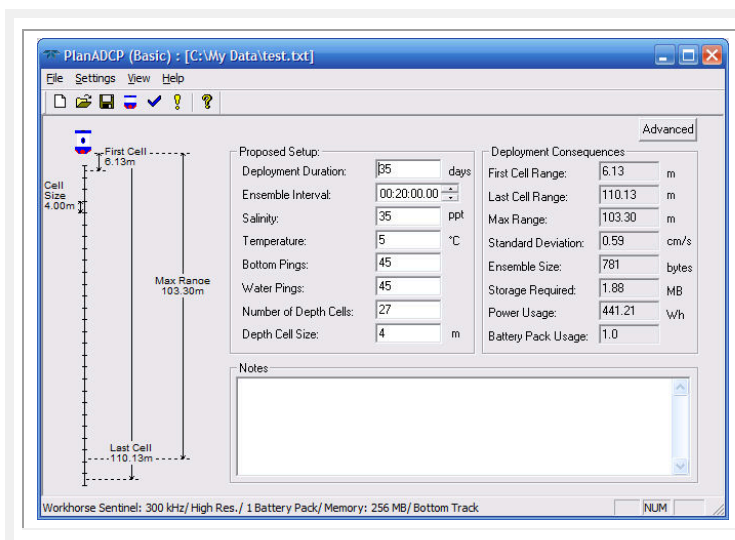 PlanADCP (Basic) : [C:\My Data\test.txt]
File Settings View Help
Advanced
First Cell
6.13m
Cell
Size
4.00m
Max Range
103.30m
Last Cell
110.13m
Proposed Setup:
Deployment Duration: 35 days
Ensemble Interval: 00:20:00.00
Salinity: 35 ppt
Temperature: 5 °C
Bottom Pings: 45
Water Pings: 45
Number of Depth Cells: 27
Depth Cell Size: 4 m
Deployment Consequences
First Cell Range: 6.13 m
Last Cell Range: 110.13 m
Max Range: 103.30 m
Standard Deviation: 0.59 cm/s
Ensemble Size: 781 bytes
Storage Required: 1.88 MB
Power Usage: 441.21 Wh
Battery Pack Usage: 1.0
Notes
Workhorse Sentinel: 300 kHz/ High Res./ 1 Battery Pack/ Memory: 256 MB/ Bottom Track
NUM